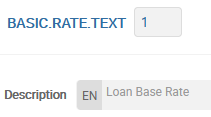 BASIC.RATE.TEXT 1
Description EN Loan Base Rate